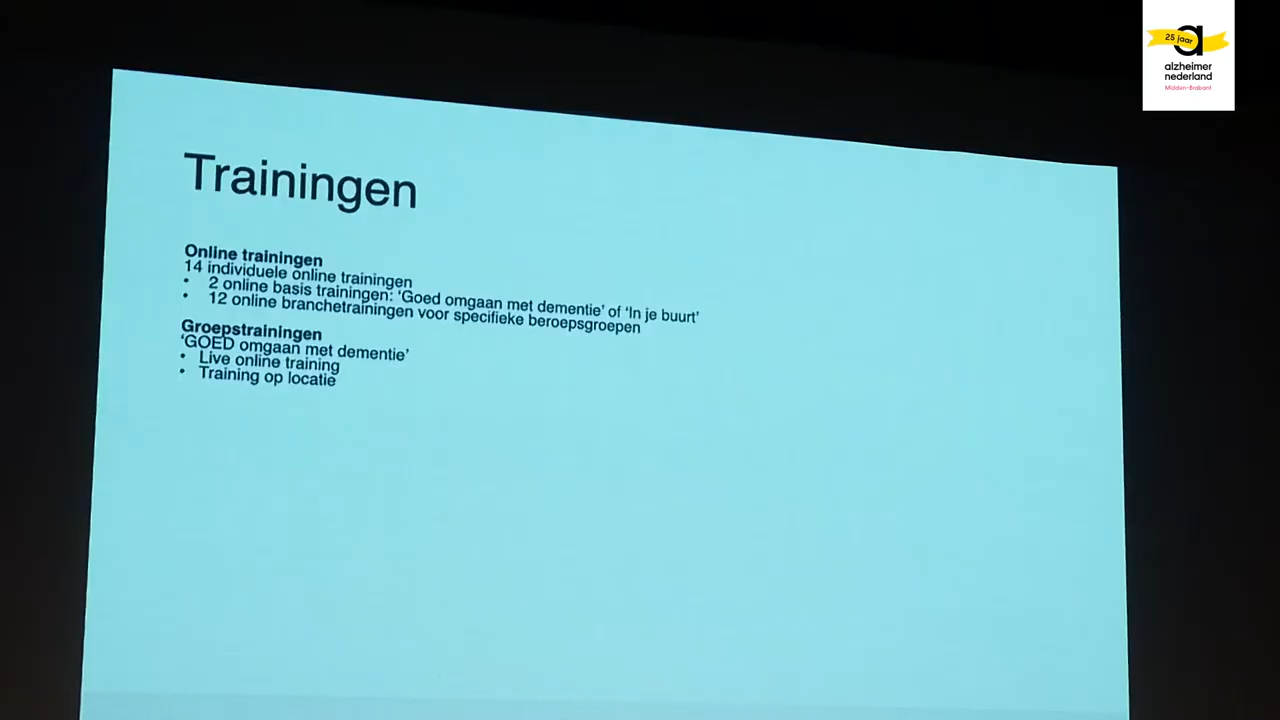 25 jaar
alzheimer
nederland
Midden-Brabant
Trainingen
Online trainingen
14 individuele online trainingen
• 2 online basis trainingen: ‘Goed omgaan met dementie’ of ‘In je buurt’
• 12 online branchetrainingen voor specifieke beroepsgroepen
Groepstrainingen
‘GOED omgaan met dementie’
• Live online training
• Training op locatie